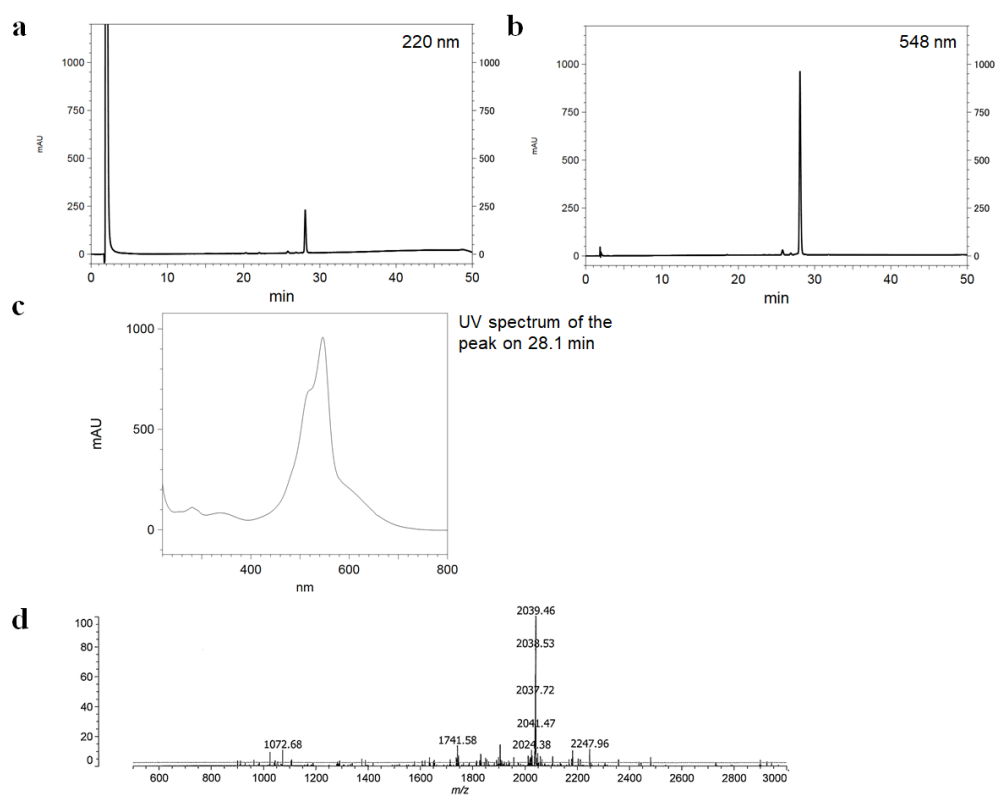 a
220 nm
b
548 nm
1000
750
500
250
0
mAU
1000
750
500
250
0
0 10 20 30 40 50
min
1000
750
500
250
0
mAU
1000
750
500
250
0
0 10 20 30 40 50
min
c
UV spectrum of the
peak on 28.1 min
1000
500
0
mAU
400 600 800
nm
d
100
80
60
40
20
0
2039.46
2038.53
2037.72
2041.47
1072.68 1741.58 2024.38 2247.96
600 800 1000 1200 1400 1600 1800 2000 2200 2400 2600 2800 3000
m/z